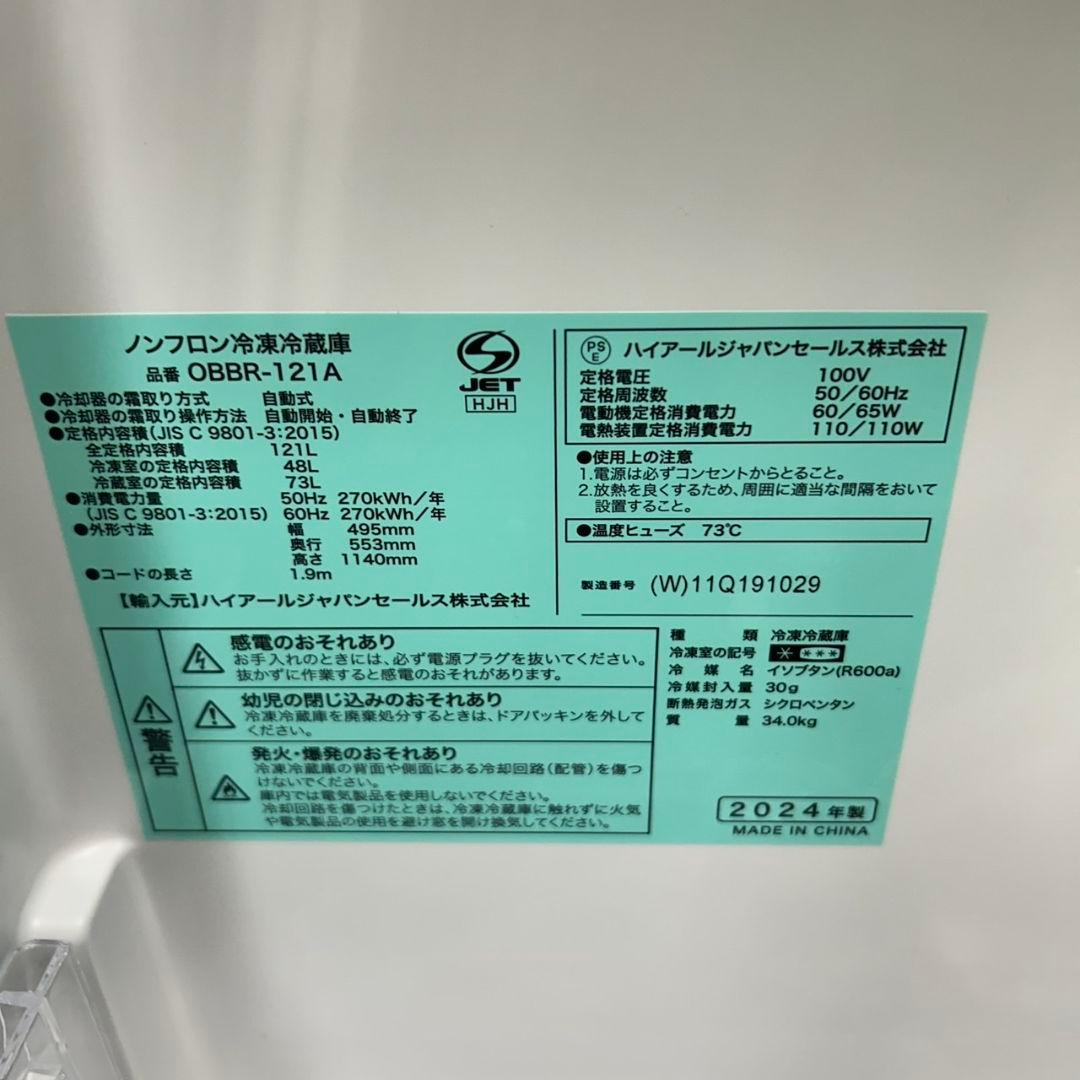 ノンフロン冷凍冷蔵庫
品番 OBBR-121A
JET
HJH
●冷却器の霜取り方式 自動式
●冷却器の霜取り操作方法 自動開始・自動終了
●定格内容積(JIS C 9801-3:2015)
全定格内容積 121L
冷凍室の定格内容積 48L
冷蔵室の定格内容積 73L
●消費電力量 50Hz 270kWh/年
(JIS C 9801-3:2015) 60Hz 270kWh/年
●外形寸法 幅 495mm
奥行 553mm
高さ 1140mm
●コードの長さ 1.9m
【輸入元】ハイアールジャパンセールス株式会社
PSE ハイアールジャパンセールス株式会社
定格電圧 100V
定格周波数 50/60Hz
電動機定格消費電力 60/65W
電熱装置定格消費電力 110/110W
●使用上の注意
1.電源は必ずコンセントからとること。
2.放熱を良くするため、周囲に適当な間隔をおいて
設置すること。
●温度ヒューズ 73℃
製造番号 (W)11Q191029
警告
感電のおそれあり
お手入れのときには、必ず電源プラグを抜いてください。
抜かずに作業すると感電のおそれがあります。
幼児の閉じ込みのおそれあり
冷凍冷蔵庫を廃棄処分するときは、ドアパッキンを外して
ください。
発火・爆発のおそれあり
冷凍冷蔵庫の背面や側面にある冷却回路(配管)を傷つ
けないでください。
庫内では電気製品を使用しないでください。
冷却回路を傷つけたときは、冷凍冷蔵庫に触れずに火気
や電気製品の使用を避け窓を開け換気してください。
種類 冷凍冷蔵庫
冷凍室の記号 * ***
冷媒名 イソブタン(R600a)
冷媒封入量 30g
断熱発泡ガス シクロペンタン
質量 34.0kg
2024年製
MADE IN CHINA